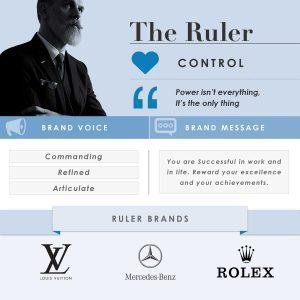 The Ruler
CONTROL
Power isn't everything,
It's the only thing
BRAND VOICE
BRAND MESSAGE
Commanding
Refined
Articulate
You are Successful in work and
in life. Reward your excellence
and your achievements.
RULER BRANDS
LV
LOUIS VUITTON
Mercedes-Benz
ROLEX